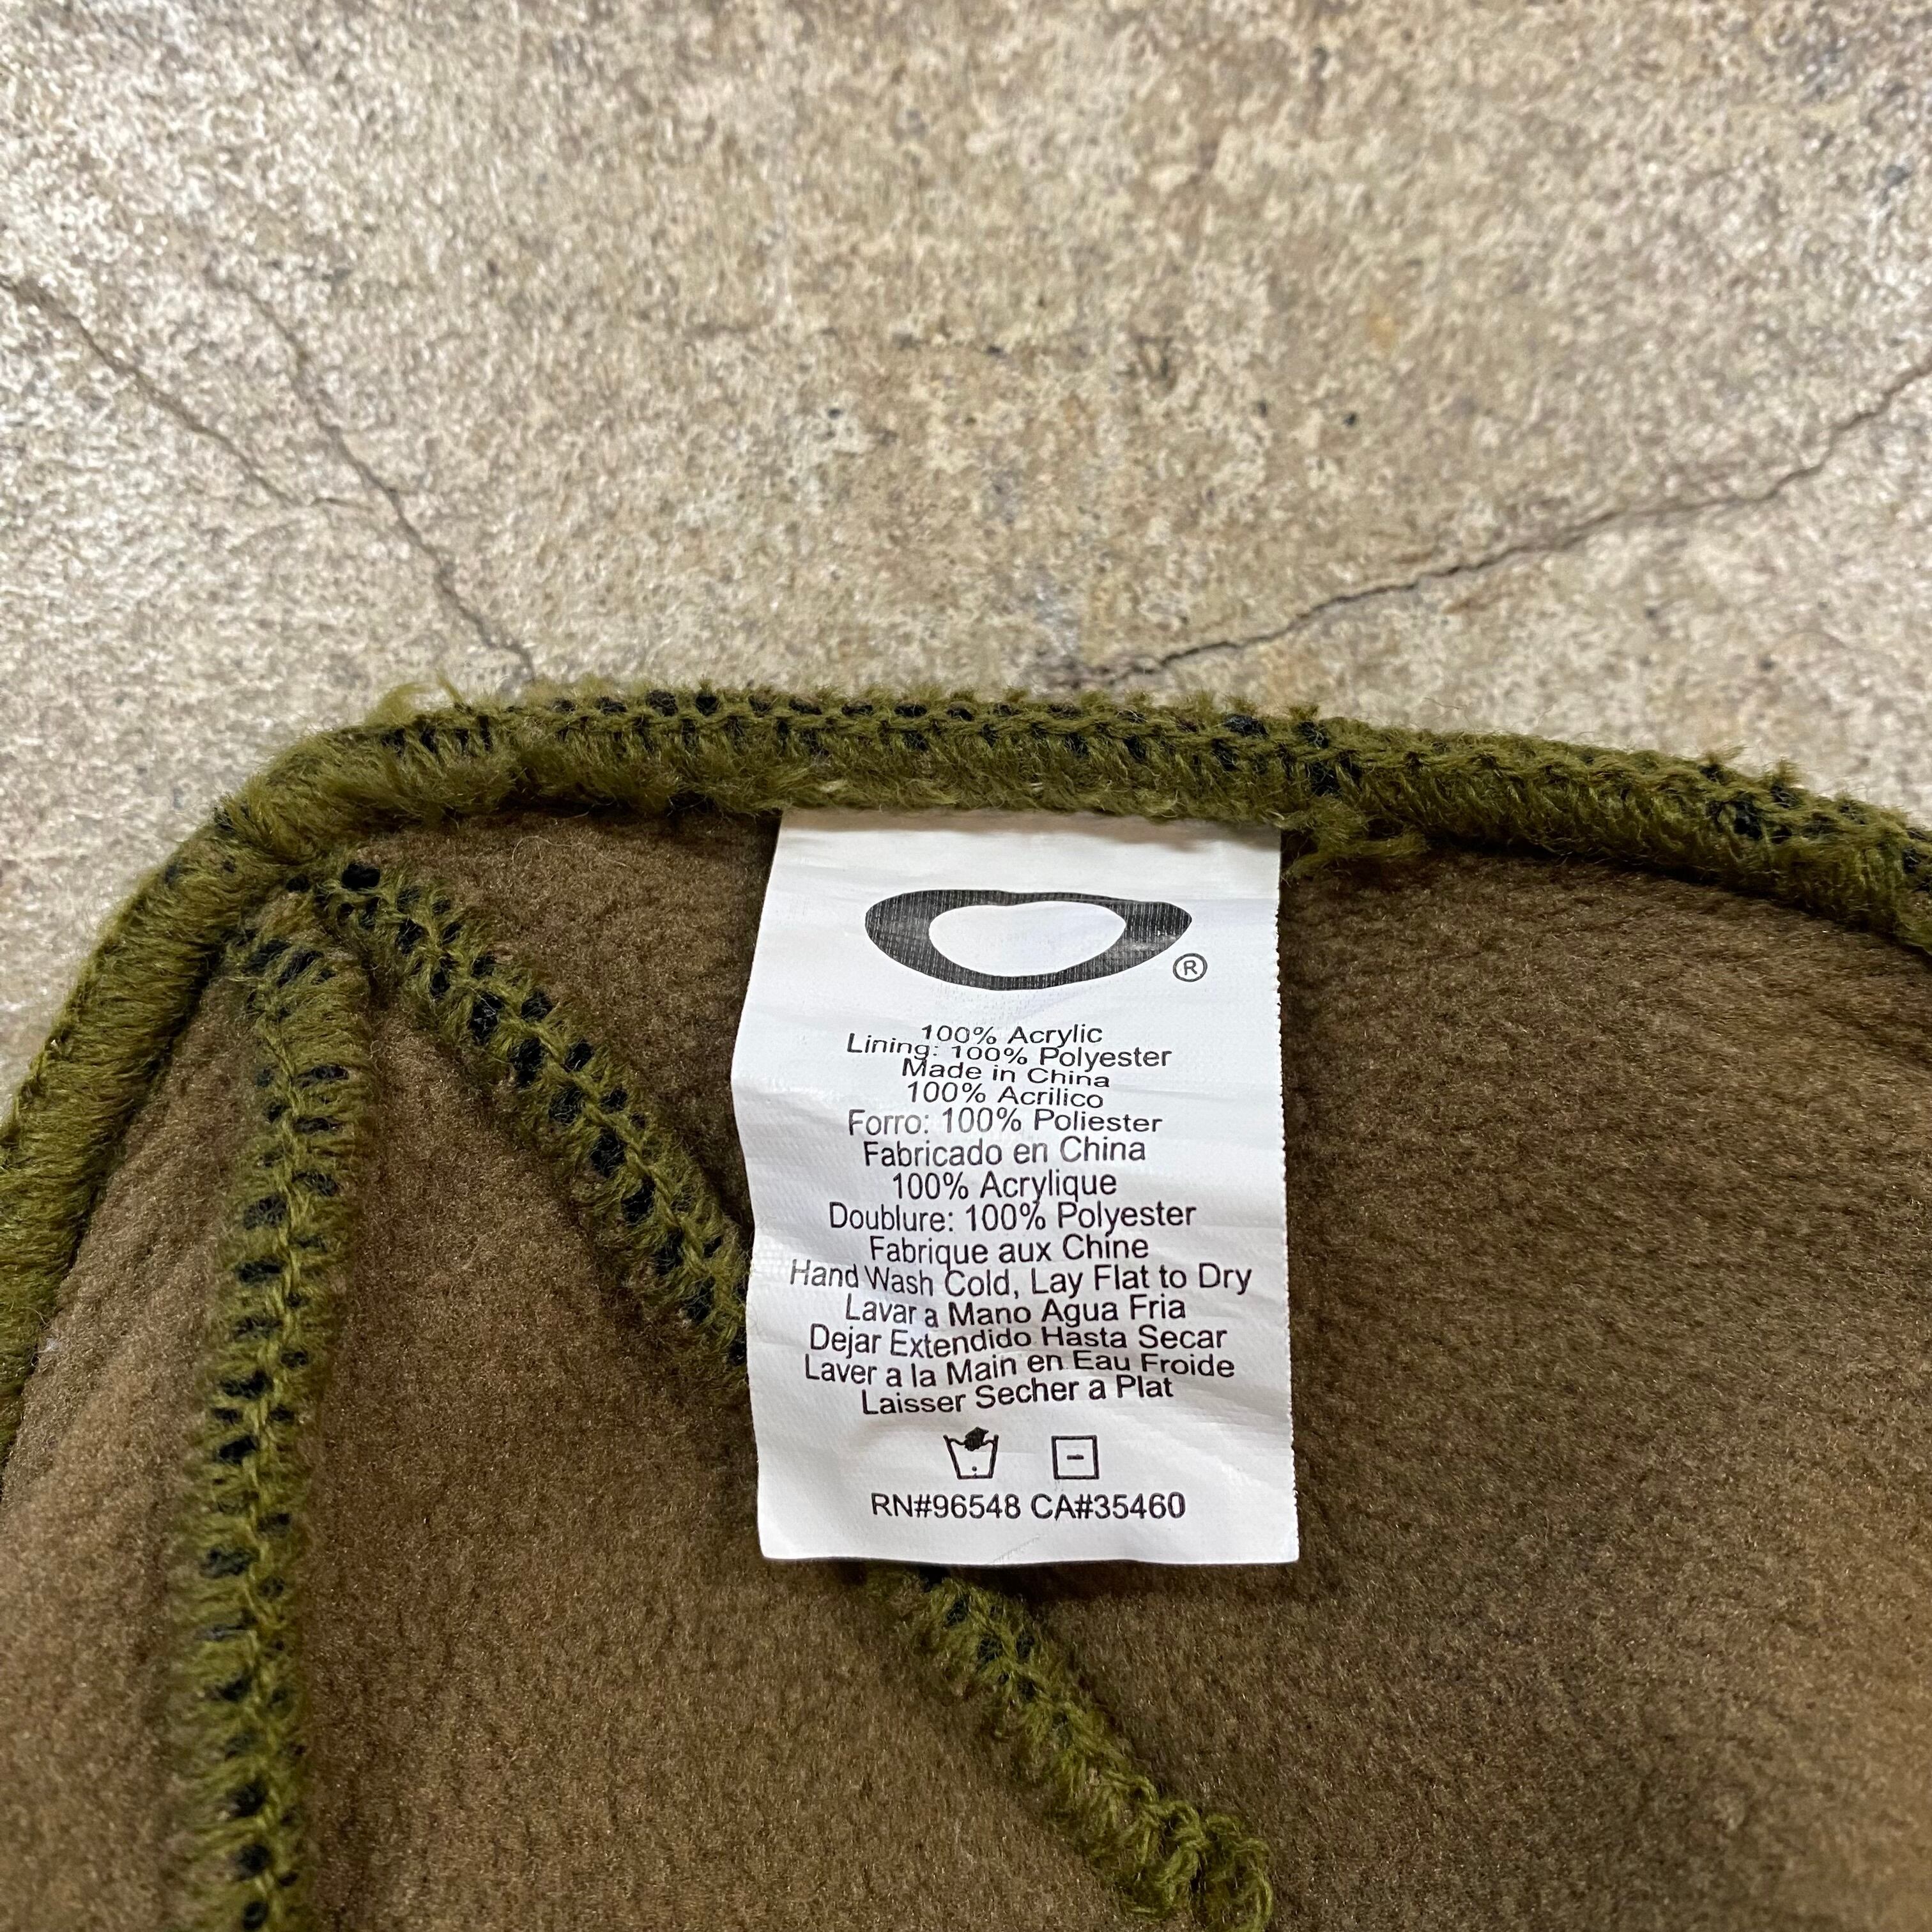 ®
100% Acrylic
Lining: 100% Polyester
Made in China
100% Acrilico
Forro: 100% Poliester
Fabricado en China
100% Acrylique
Doublure: 100% Polyester
Fabrique aux Chine
Hand Wash Cold, Lay Flat to Dry
Lavar a Mano Agua Fria
Dejar Extendido Hasta Secar
Laver a la Main en Eau Froide
Laisser Secher a Plat
RN#96548 CA#35460